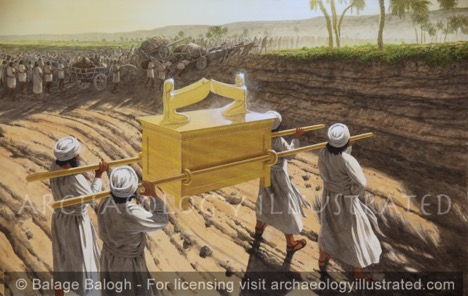 ARCHAEOLOGY ILLUSTRATED
© Balage Balogh - For licensing visit archaeologyillustrated.com